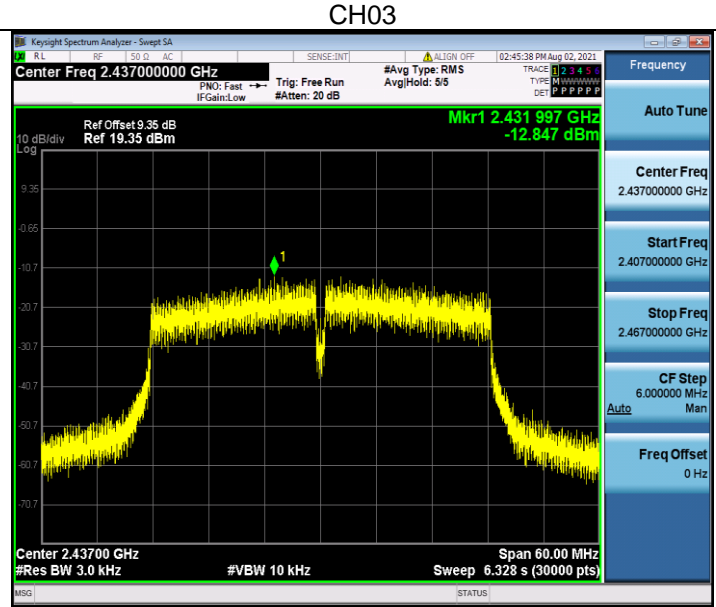 CH03
Keysight Spectrum Analyzer - Swept SA
RL RF 50 Ω AC SENSE:INT ALIGN OFF 02:45:38 PM Aug 02, 2021
Center Freq 2.437000000 GHz
PNO: Fast
IFGain:Low
Trig: Free Run
#Atten: 20 dB
#Avg Type: RMS
Avg|Hold: 5/5
TRACE 1 2 3 4 5 6
TYPE M WWWWW
DET P P P P P P
Ref Offset 9.35 dB
10 dB/div Ref 19.35 dBm
Log
Mkr1 2.431 997 GHz
-12.847 dBm
9.35
-0.65
-10.7
-20.7
-30.7
-40.7
-50.7
-60.7
-70.7
1
Center 2.43700 GHz Span 60.00 MHz
#Res BW 3.0 kHz #VBW 10 kHz Sweep 6.328 s (30000 pts)
MSG STATUS
Frequency
Auto Tune
Center Freq
2.437000000 GHz
Start Freq
2.407000000 GHz
Stop Freq
2.467000000 GHz
CF Step
6.000000 MHz
Auto Man
Freq Offset
0 Hz